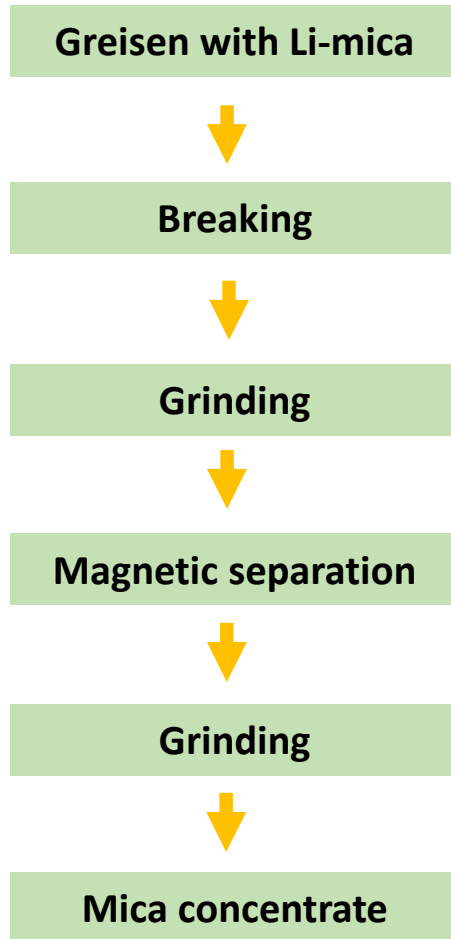 Greisen with Li-mica
Breaking
Grinding
Magnetic separation
Grinding
Mica concentrate